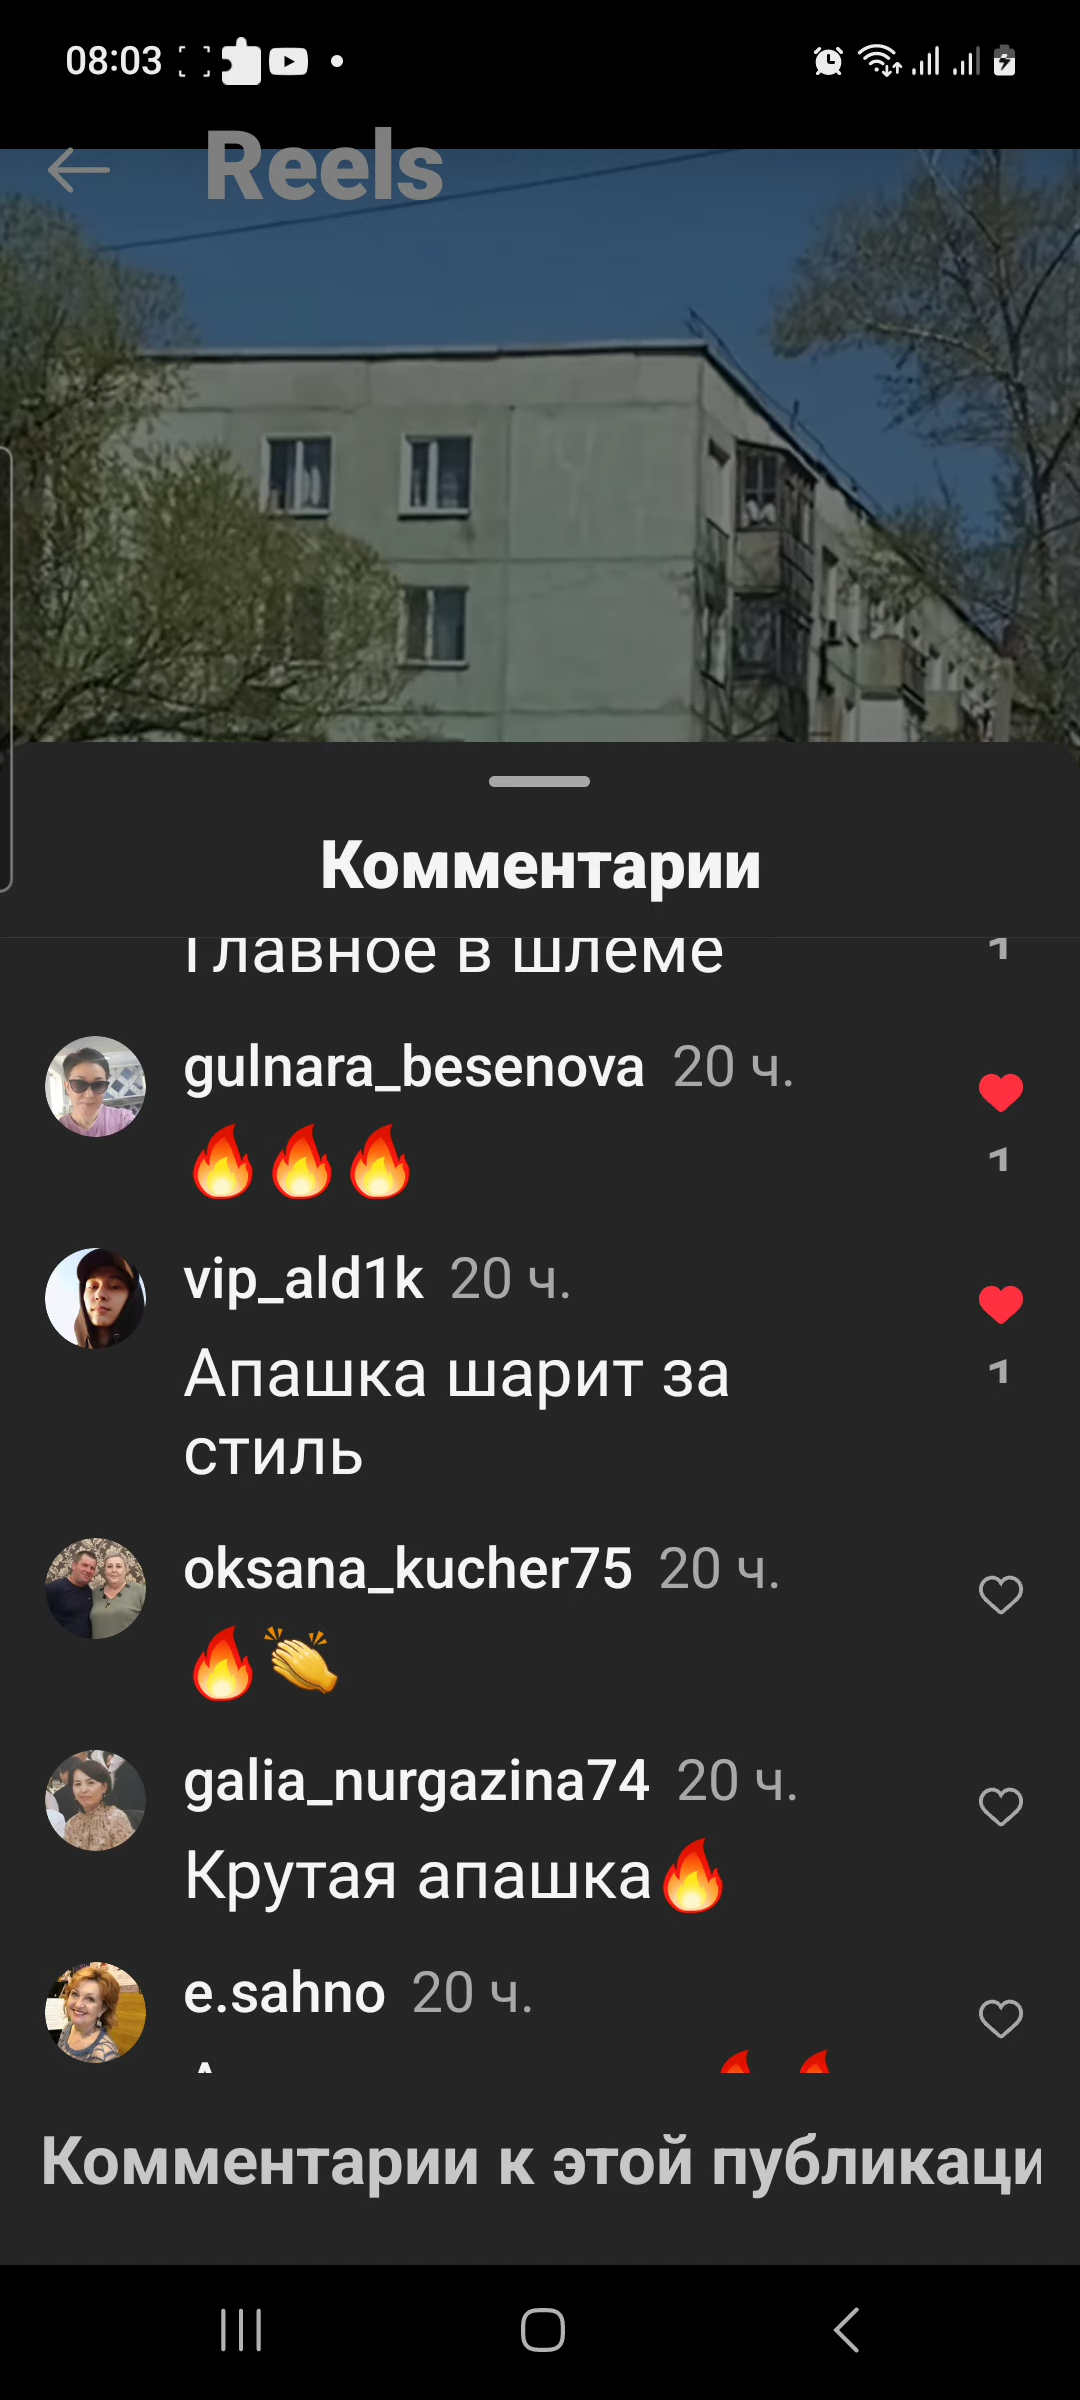 08:03
Reels
Комментарии
Главное в шлеме
1
gulnara_besenova 20 ч.
🔥🔥🔥
1
vip_ald1k 20 ч.
Апашка шарит за
1
стиль
oksana_kucher75 20 ч.
🔥👏
galia_nurgazina74 20 ч.
Крутая апашка🔥
e.sahno 20 ч.
Комментарии к этой публикаци